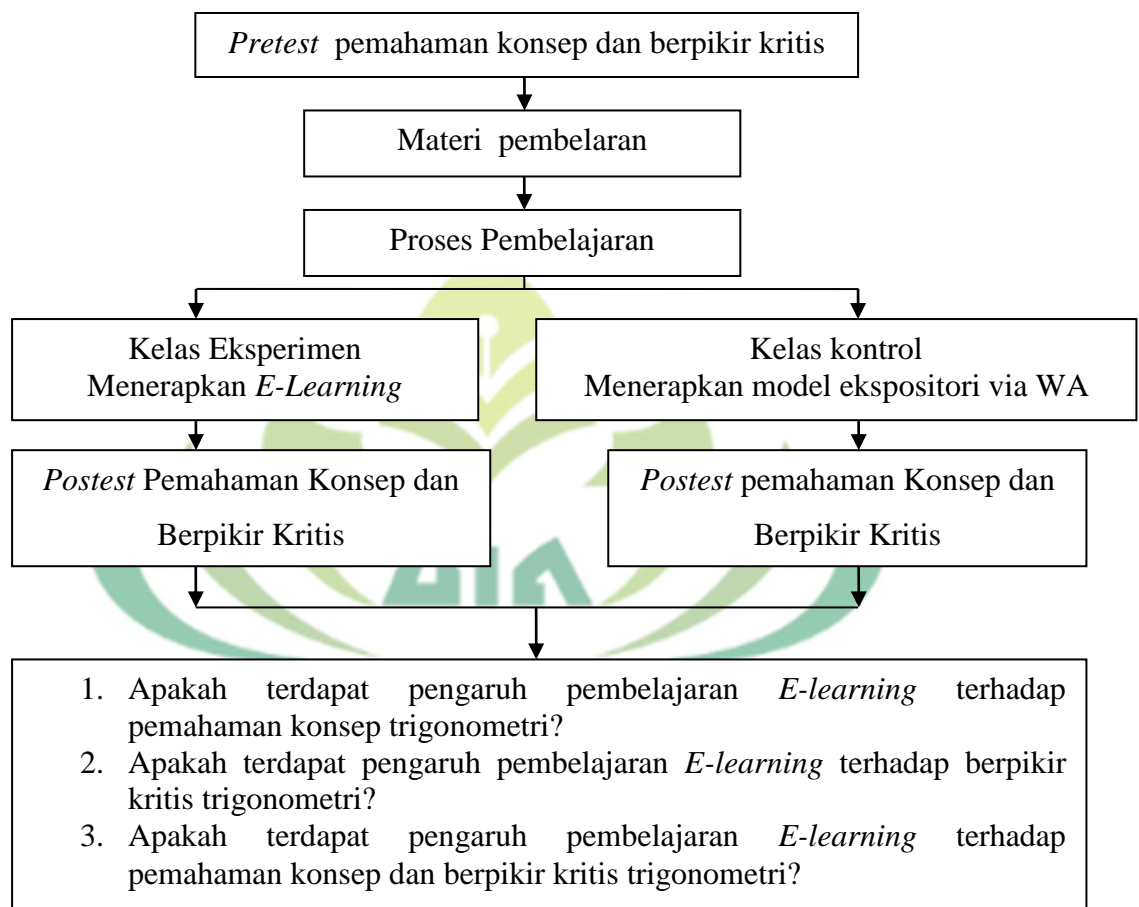 Pretest pemahaman konsep dan berpikir kritis
Materi pembelaran
Proses Pembelajaran
Kelas Eksperimen
Menerapkan E-Learning
Kelas kontrol
Menerapkan model ekspositori via WA
Postest Pemahaman Konsep dan
Berpikir Kritis
Postest pemahaman Konsep dan
Berpikir Kritis
1. Apakah terdapat pengaruh pembelajaran E-learning terhadap
pemahaman konsep trigonometri?
2. Apakah terdapat pengaruh pembelajaran E-learning terhadap berpikir
kritis trigonometri?
3. Apakah terdapat pengaruh pembelajaran E-learning terhadap
pemahaman konsep dan berpikir kritis trigonometri?